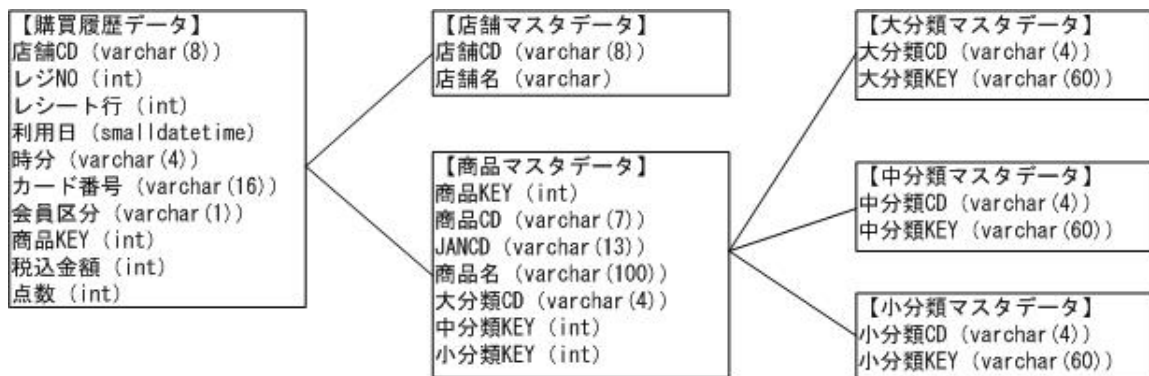 【購買履歴データ】
店舗CD (varchar(8))
レジNO (int)
レシート行 (int)
利用日 (smalldatetime)
時分 (varchar(4))
カード番号 (varchar(16))
会員区分 (varchar(1))
商品KEY (int)
税込金額 (int)
点数 (int)
【店舗マスタデータ】
店舗CD (varchar(8))
店舗名 (varchar)
【商品マスタデータ】
商品KEY (int)
商品CD (varchar(7))
JANCD (varchar(13))
商品名 (varchar(100))
大分類CD (varchar(4))
中分類KEY (int)
小分類KEY (int)
【大分類マスタデータ】
大分類CD (varchar(4))
大分類KEY (varchar(60))
【中分類マスタデータ】
中分類CD (varchar(4))
中分類KEY (varchar(60))
【小分類マスタデータ】
小分類CD (varchar(4))
小分類KEY (varchar(60))